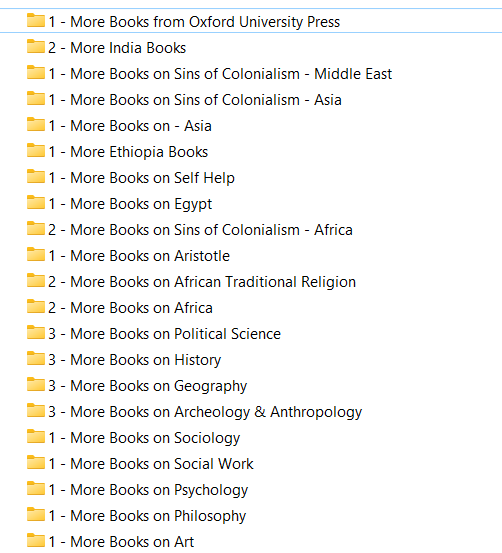 1 - More Books from Oxford University Press
2 - More India Books
1 - More Books on Sins of Colonialism - Middle East
1 - More Books on Sins of Colonialism - Asia
1 - More Books on - Asia
1 - More Ethiopia Books
1 - More Books on Self Help
1 - More Books on Egypt
2 - More Books on Sins of Colonialism - Africa
1 - More Books on Aristotle
2 - More Books on African Traditional Religion
2 - More Books on Africa
3 - More Books on Political Science
3 - More Books on History
3 - More Books on Geography
3 - More Books on Archeology & Anthropology
1 - More Books on Sociology
1 - More Books on Social Work
1 - More Books on Psychology
1 - More Books on Philosophy
1 - More Books on Art